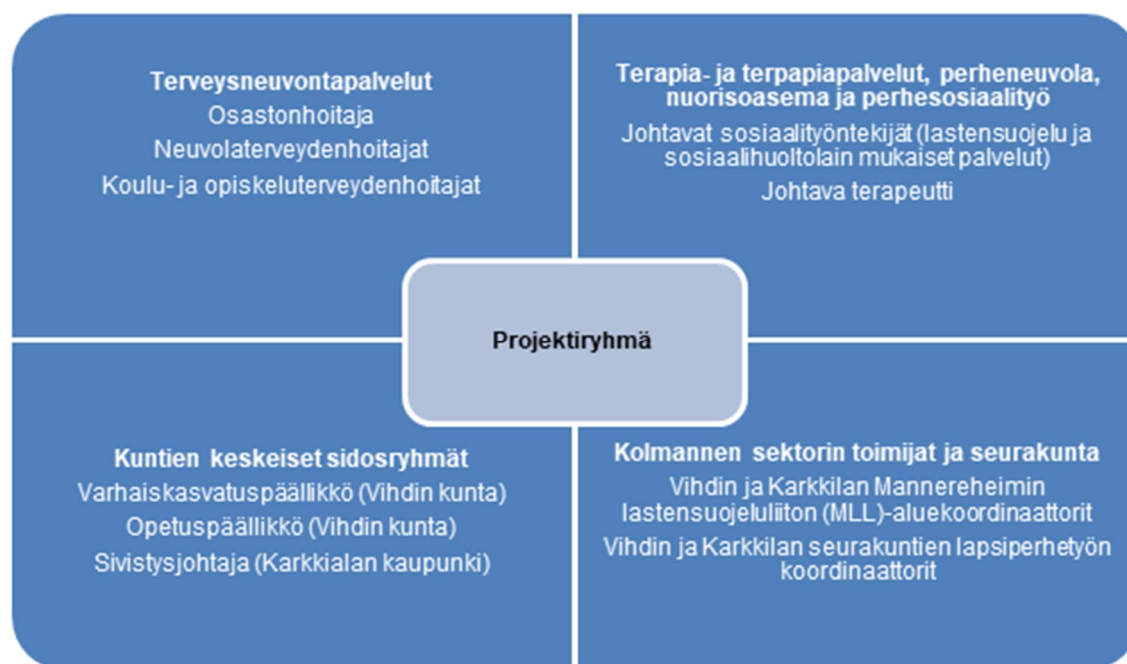 Terveysneuvontapalvelut
Osastonhoitaja
Neuvolaterveydenhoitajat
Koulu- ja opiskeluterveydenhoitajat
Terapia- ja terpapiapalvelut, perheneuvola,
nuorisoasema ja perhesosiaalityö
Johtavat sosiaalityöntekijät (lastensuojelu ja
sosiaalihuoltolain mukaiset palvelut)
Johtava terapeutti
Projektiryhmä
Kuntien keskeiset sidosryhmät
Varhaiskasvatuspäällikkö (Vihdin kunta)
Opetuspäällikkö (Vihdin kunta)
Sivistysjohtaja (Karkkialan kaupunki)
Kolmannen sektorin toimijat ja seurakunta
Vihdin ja Karkkilan Mannereheimin
lastensuojeluliiton (MLL)-aluekoordinaattorit
Vihdin ja Karkkilan seurakuntien lapsiperhetyön
koordinaattorit